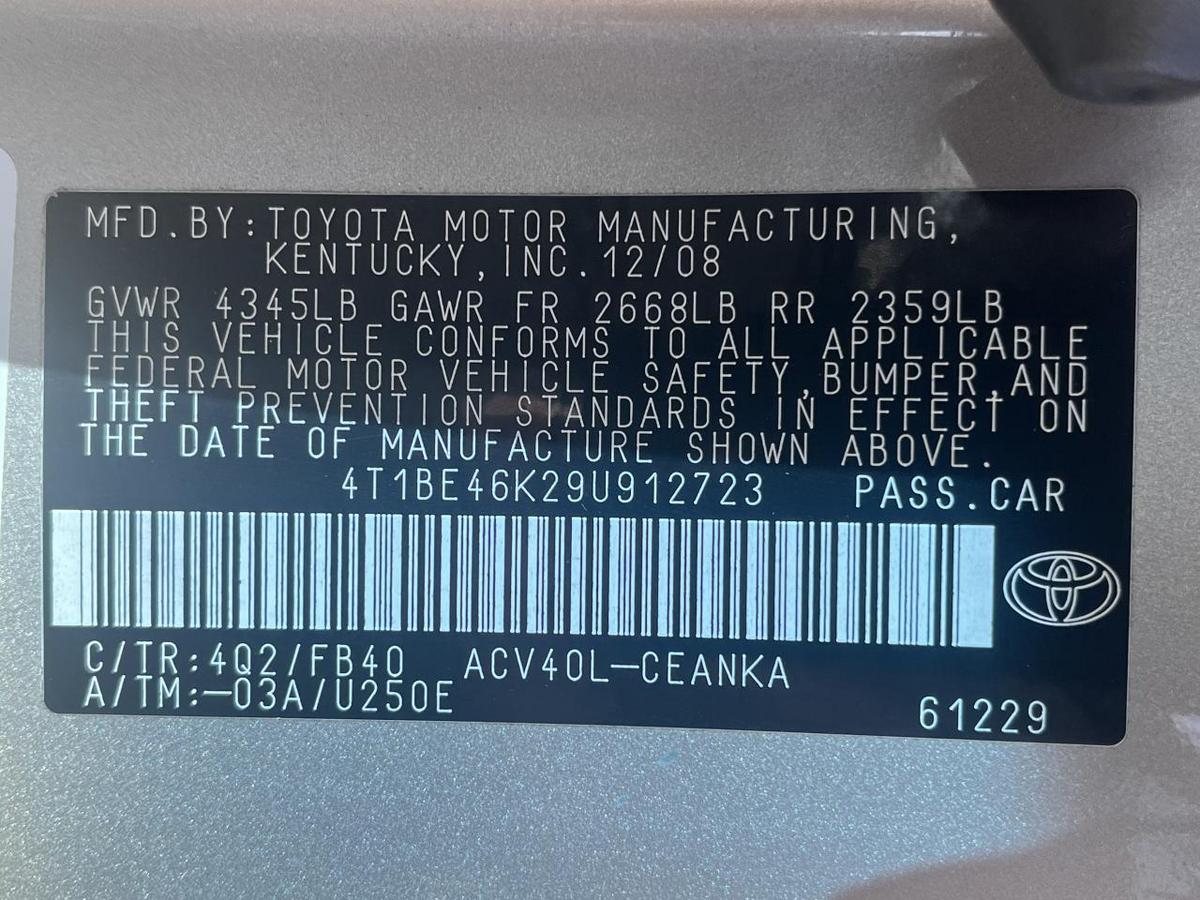 MFD.BY:TOYOTA MOTOR MANUFACTURING,
KENTUCKY,INC.12/08
GVWR 4345LB GAWR FR 2668LB RR 2359LB
THIS VEHICLE CONFORMS TO ALL APPLICABLE
FEDERAL MOTOR VEHICLE SAFETY,BUMPER,AND
THEFT PREVENTION STANDARDS IN EFFECT ON
THE DATE OF MANUFACTURE SHOWN ABOVE.
4T1BE46K29U912723 PASS.CAR
C/TR:4Q2/FB40 ACV40L-CEANKA
A/TM:-03A/U250E
61229